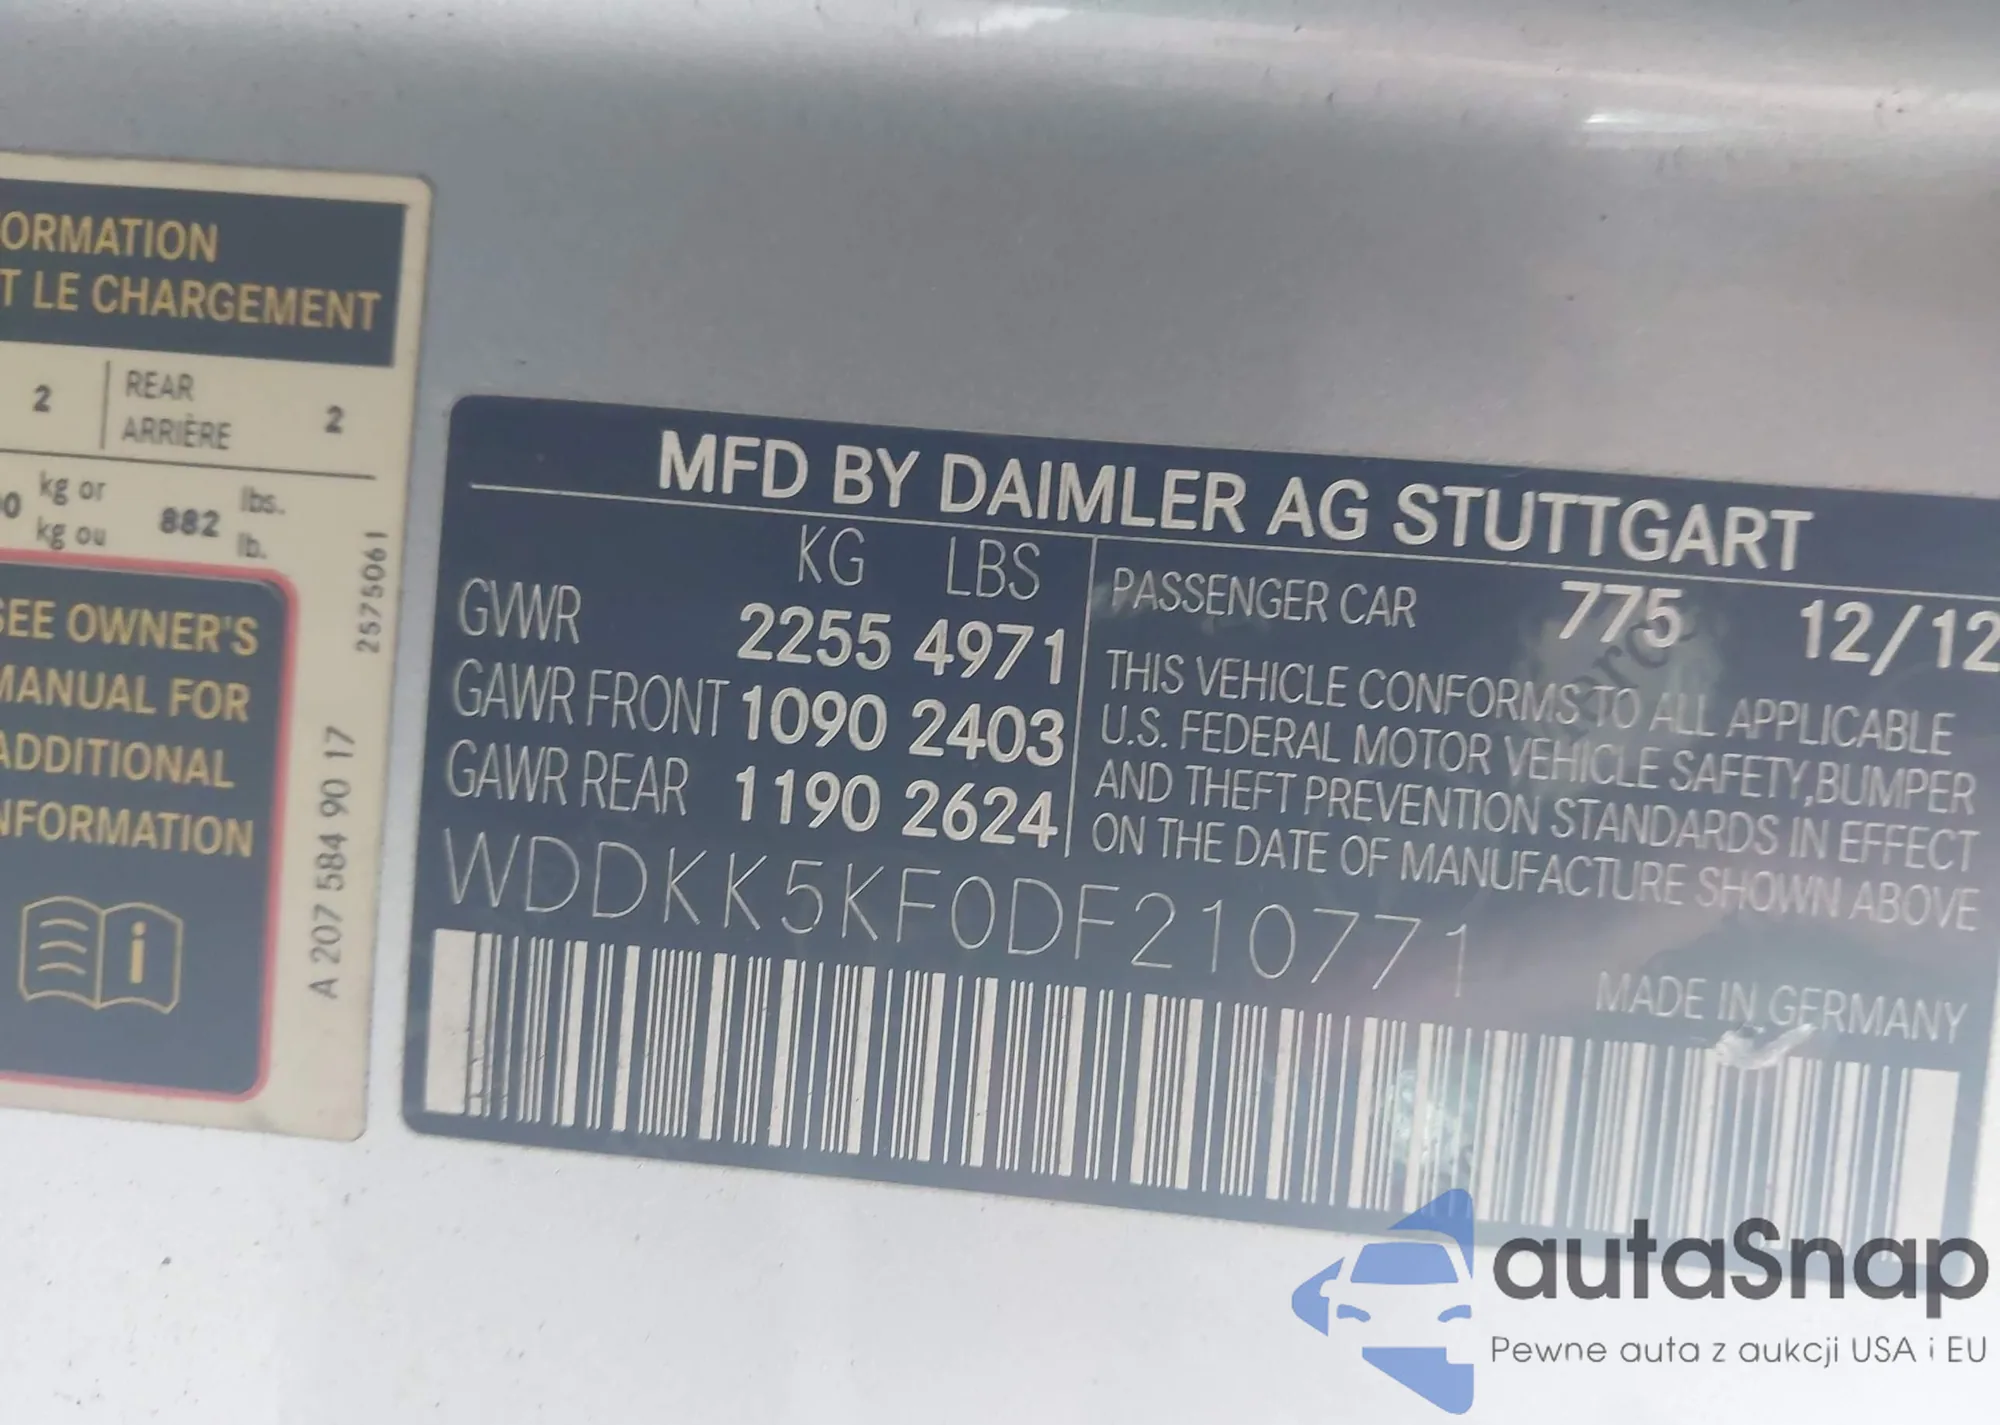 ORMATION
T LE CHARGEMENT
2 REAR 2
ARRIÈRE
0 kg or 882 lbs.
kg ou lb.
SEE OWNER'S
MANUAL FOR
ADDITIONAL
NFORMATION
i
2575061
A 207 584 90 17
MFD BY DAIMLER AG STUTTGART
KG LBS
GVWR 2255 4971
GAWR FRONT 1090 2403
GAWR REAR 1190 2624
PASSENGER CAR 775 12/12
THIS VEHICLE CONFORMS TO ALL APPLICABLE
U.S. FEDERAL MOTOR VEHICLE SAFETY,BUMPER
AND THEFT PREVENTION STANDARDS IN EFFECT
ON THE DATE OF MANUFACTURE SHOWN ABOVE
WDDKK5KF0DF210771
MADE IN GERMANY
autaSnap
Pewne auta z aukcji USA i EU